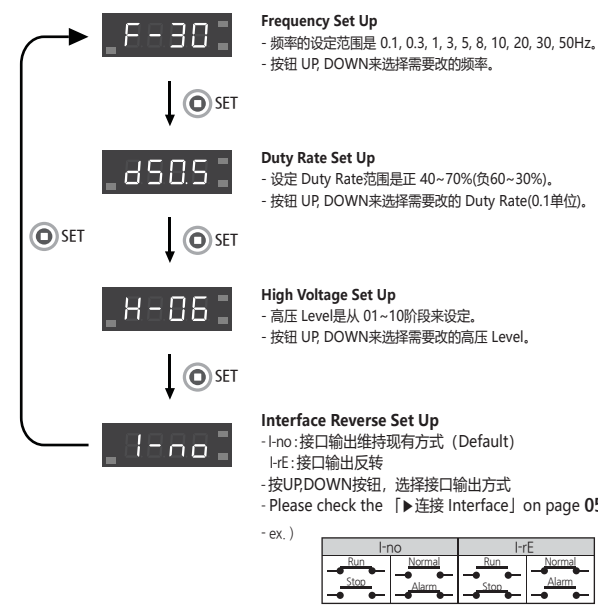 F-30
Frequency Set Up
- 频率的设定范围是 0.1, 0.3, 1, 3, 5, 8, 10, 20, 30, 50Hz。
- 按钮 UP, DOWN来选择需要改的频率。
SET
d50.5
Duty Rate Set Up
- 设定 Duty Rate范围是正 40~70%(负60~30%)。
- 按钮 UP, DOWN来选择需要改的 Duty Rate(0.1单位)。
SET
SET
H-06
High Voltage Set Up
- 高压 Level是从 01~10阶段来设定。
- 按钮 UP, DOWN来选择需要改的高压 Level。
SET
I-no
Interface Reverse Set Up
- I-no : 接口输出维持现有方式（Default)
I-rE : 接口输出反转
- 按UP,DOWN按钮，选择接口输出方式
- Please check the 「▶连接 Interface」on page 05
- ex. )
I-no I-rE
Run Normal Run Normal
Stop Alarm Stop Alarm